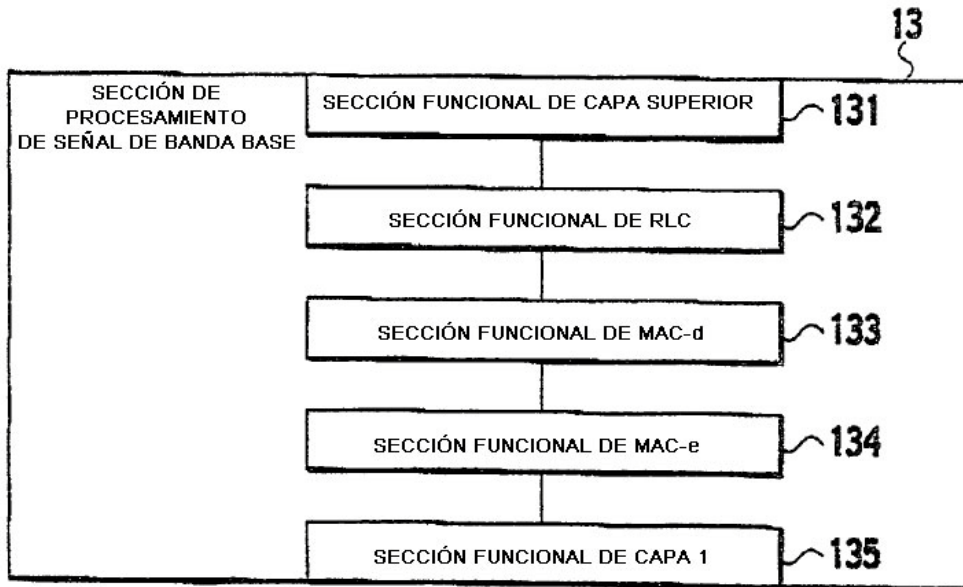 13
SECCIÓN DE
PROCESAMIENTO
DE SEÑAL DE BANDA BASE
SECCIÓN FUNCIONAL DE CAPA SUPERIOR
131
SECCIÓN FUNCIONAL DE RLC
132
SECCIÓN FUNCIONAL DE MAC-d
133
SECCIÓN FUNCIONAL DE MAC-e
134
SECCIÓN FUNCIONAL DE CAPA 1
135